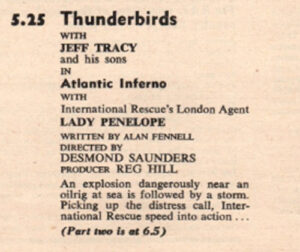 5.25 Thunderbirds
WITH
JEFF TRACY
and his sons
IN
Atlantic Inferno
WITH
International Rescue's London Agent
LADY PENELOPE
WRITTEN BY ALAN FENNELL
DIRECTED BY
DESMOND SAUNDERS
PRODUCER REG HILL
An explosion dangerously near an
oilrig at sea is followed by a storm.
Picking up the distress call, Inter-
national Rescue speed into action ...
(Part two is at 6.5)